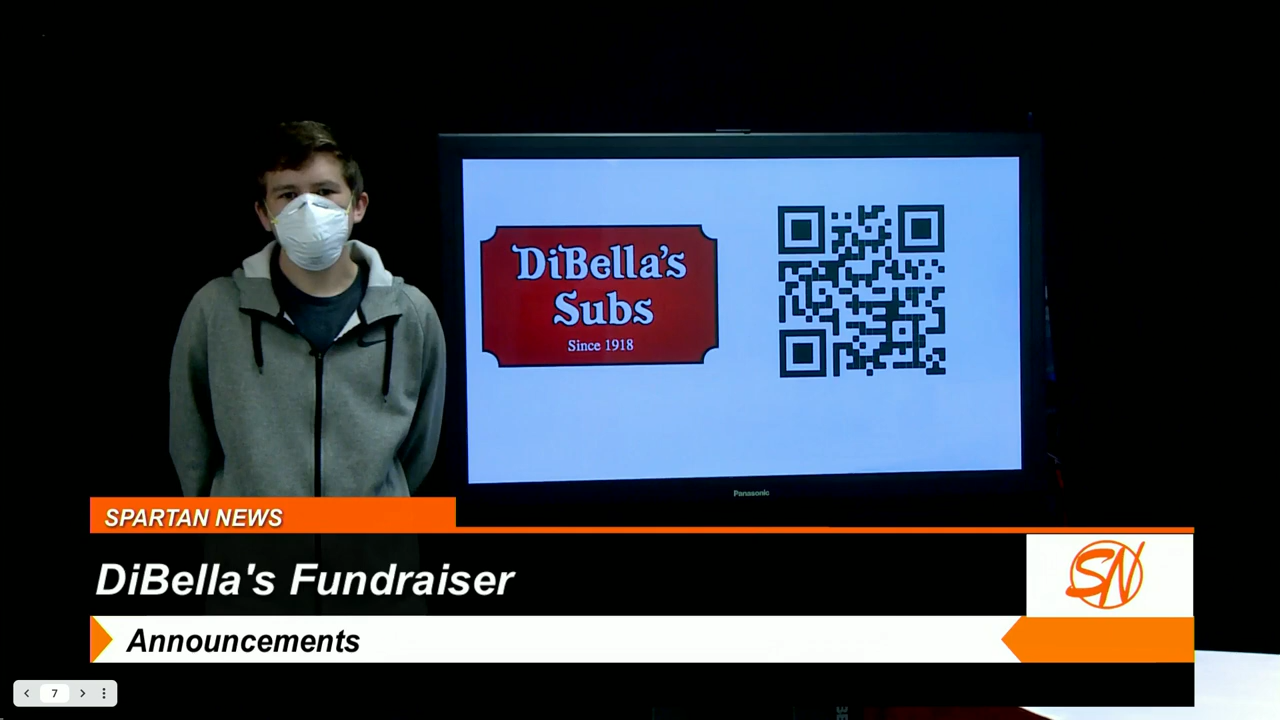 DiBella's
Subs
Since 1918
Panasonic
SPARTAN NEWS
DiBella's Fundraiser
SN
Announcements
7